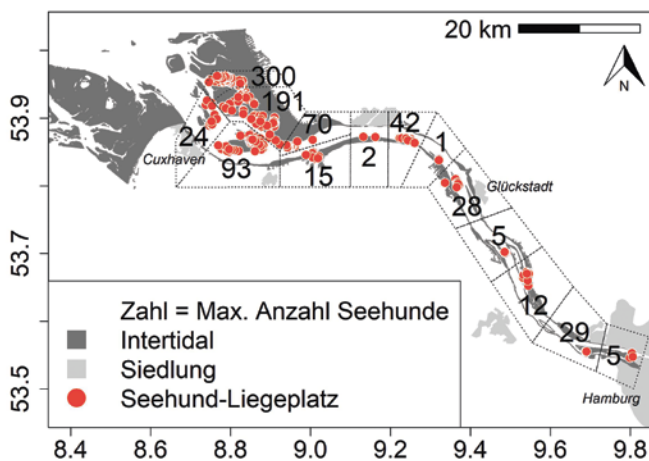 20 km
N
300
191
24
Cuxhaven
93
70
15
2
42
1
Glückstadt
28
5
12
29
5
Hamburg
53.9
53.7
53.5
Zahl = Max. Anzahl Seehunde
Intertidal
Siedlung
Seehund-Liegeplatz
8.4 8.6 8.8 9.0 9.2 9.4 9.6 9.8